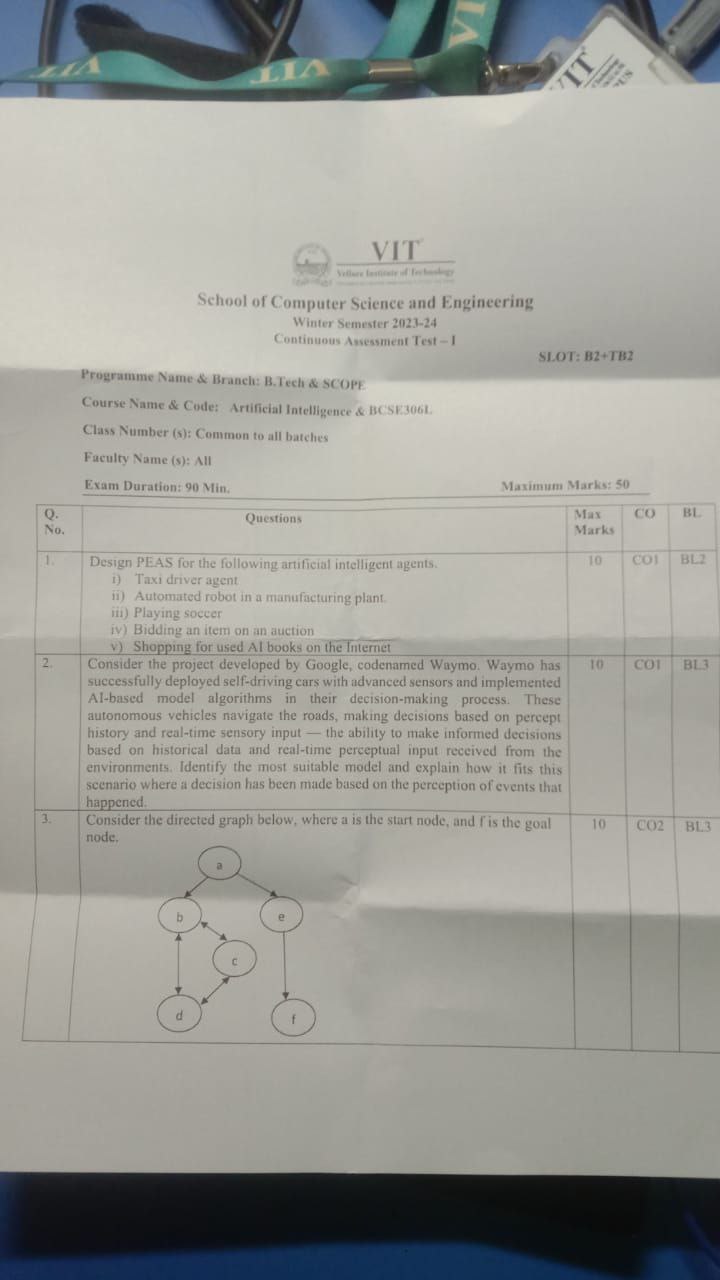 VIT
VIT
VIT
VIT
VIT
Vellore Institute of Technology
School of Computer Science and Engineering
Winter Semester 2023-24
Continuous Assessment Test – I
SLOT: B2+TB2
Programme Name & Branch: B.Tech & SCOPE
Course Name & Code: Artificial Intelligence & BCSE306L
Class Number (s): Common to all batches
Faculty Name (s): All
Exam Duration: 90 Min. Maximum Marks: 50
Q. No. Questions Max Marks CO BL
1. Design PEAS for the following artificial intelligent agents. 10 CO1 BL2
i) Taxi driver agent
ii) Automated robot in a manufacturing plant.
iii) Playing soccer
iv) Bidding an item on an auction
v) Shopping for used AI books on the Internet
2. Consider the project developed by Google, codenamed Waymo. Waymo has 10 CO1 BL3
successfully deployed self-driving cars with advanced sensors and implemented
AI-based model algorithms in their decision-making process. These
autonomous vehicles navigate the roads, making decisions based on percept
history and real-time sensory input — the ability to make informed decisions
based on historical data and real-time perceptual input received from the
environments. Identify the most suitable model and explain how it fits this
scenario where a decision has been made based on the perception of events that
happened.
3. Consider the directed graph below, where a is the start node, and f is the goal 10 CO2 BL3
node.
a
b e
c
d f